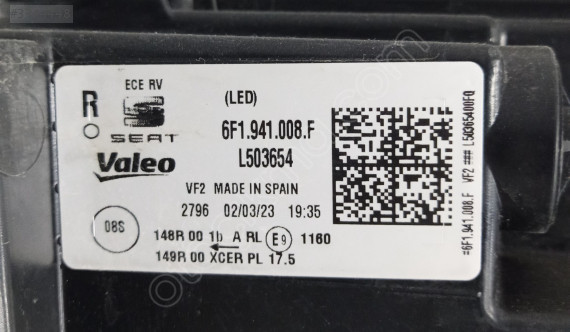 R
ECE RV
(LED)
SEAT
6F1.941.008.F
Valeo
L503654
VF2 MADE IN SPAIN
2796 02/03/23 19:35
08S
148R 00 1b A RL E9 1160
149R 00 XCER PL 17.5
*6F1.941.008.F VF2 ### L50365400FQ